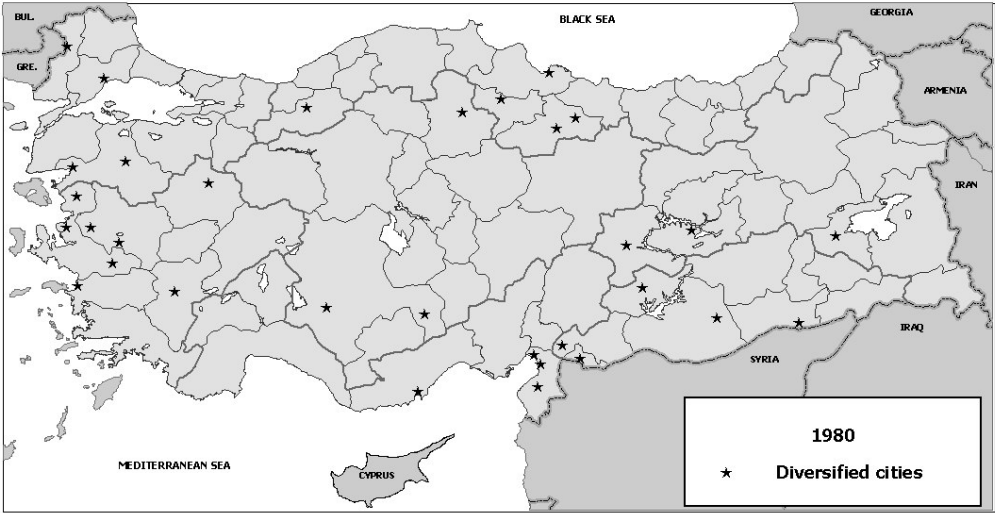 BUL.
BLACK SEA
GEORGIA
GRE.
ARMENIA
IRAN
IRAQ
SYRIA
1980
MEDITERRANEAN SEA
CYPRUS
Diversified cities